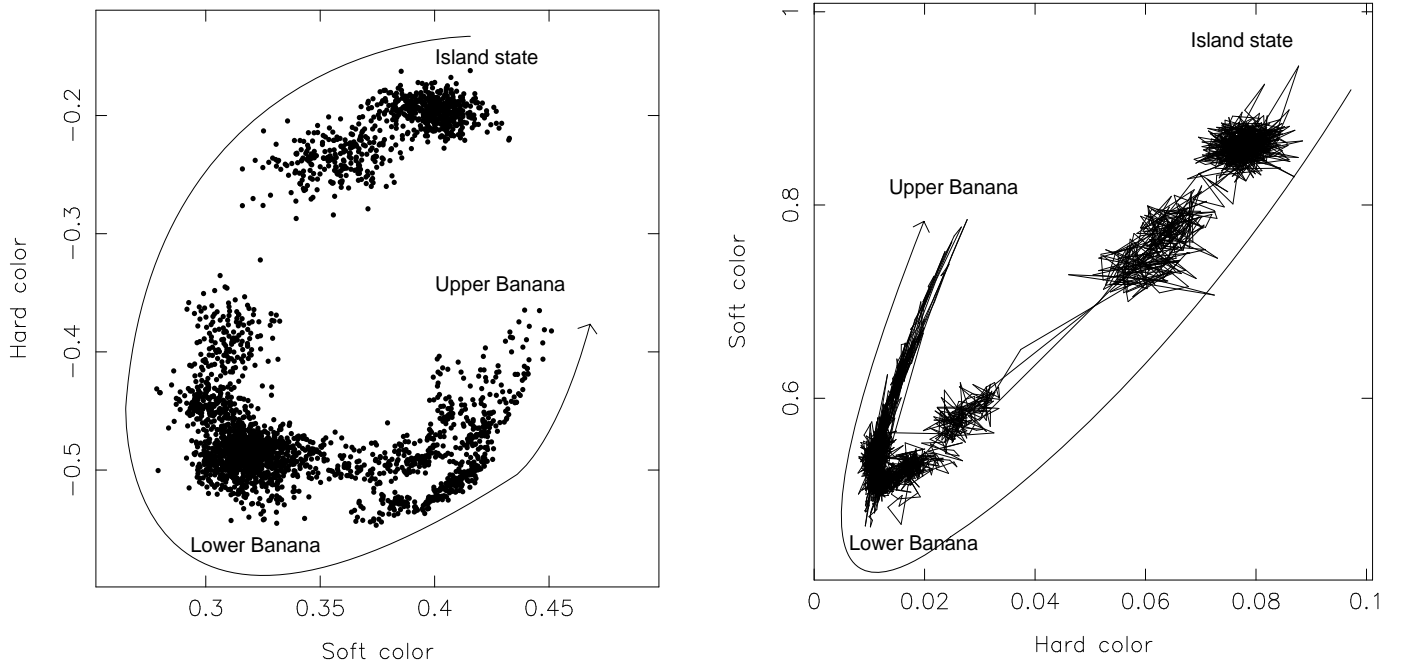 Island state
−0.2
−0.3
Hard color
Upper Banana
−0.4
−0.5
Lower Banana
0.3 0.35 0.4 0.45
Soft color
1
Island state
Upper Banana
0.8
Soft color
0.6
Lower Banana
0 0.02 0.04 0.06 0.08 0.1
Hard color